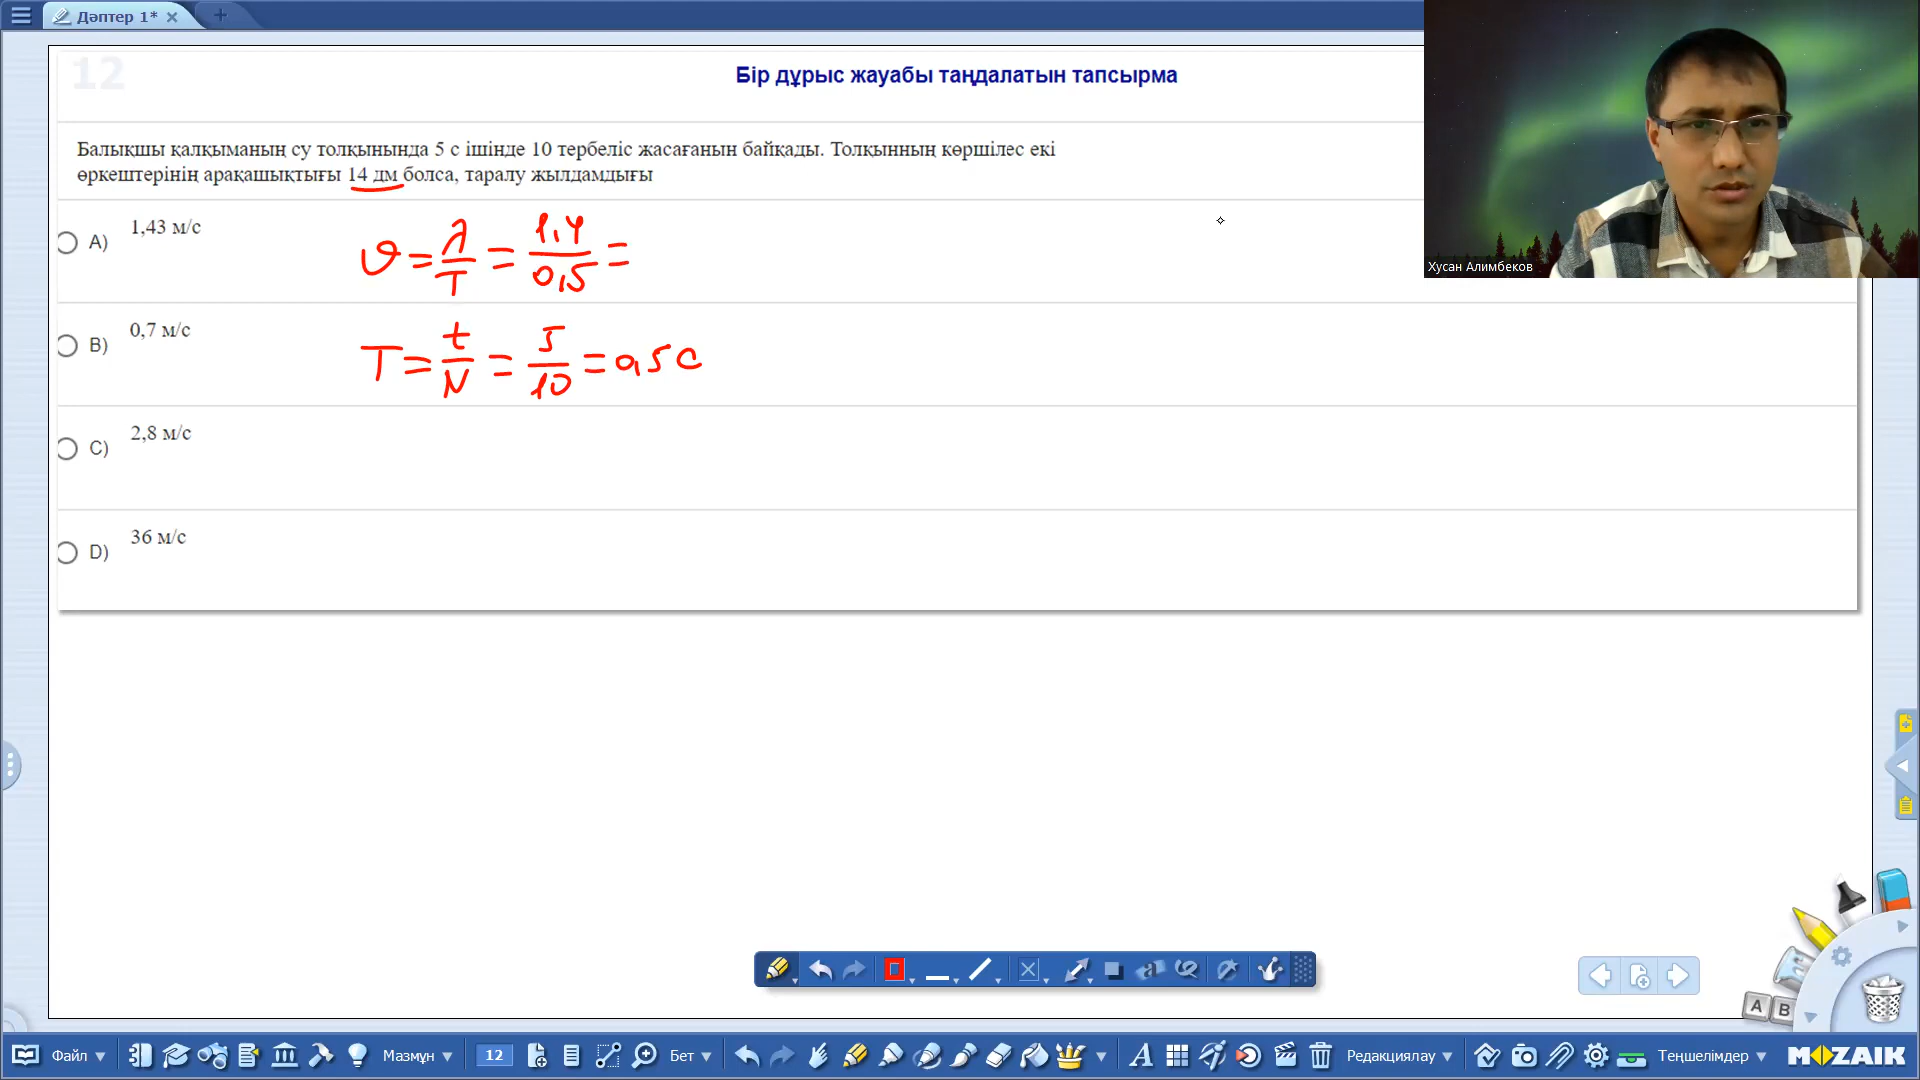 Дәптер 1*
12
Бір дұрыс жауабы таңдалатын тапсырма
Балықшы қалқыманың су толқынында 5 с ішінде 10 тербеліс жасағанын байқады. Толқынның көршілес екі
өркештерінің арақашықтығы 14 дм болса, таралу жылдамдығы
A) 1,43 м/с
B) 0,7 м/с
C) 2,8 м/с
D) 36 м/с
υ = λ/T = 1,4/0,5 =
T = t/N = 5/10 = 0,5 c
Хусан Алимбеков
A B
Файл
Мазмұн
12
Бет
Редакциялау
Теңшелімдер
MOZAIK